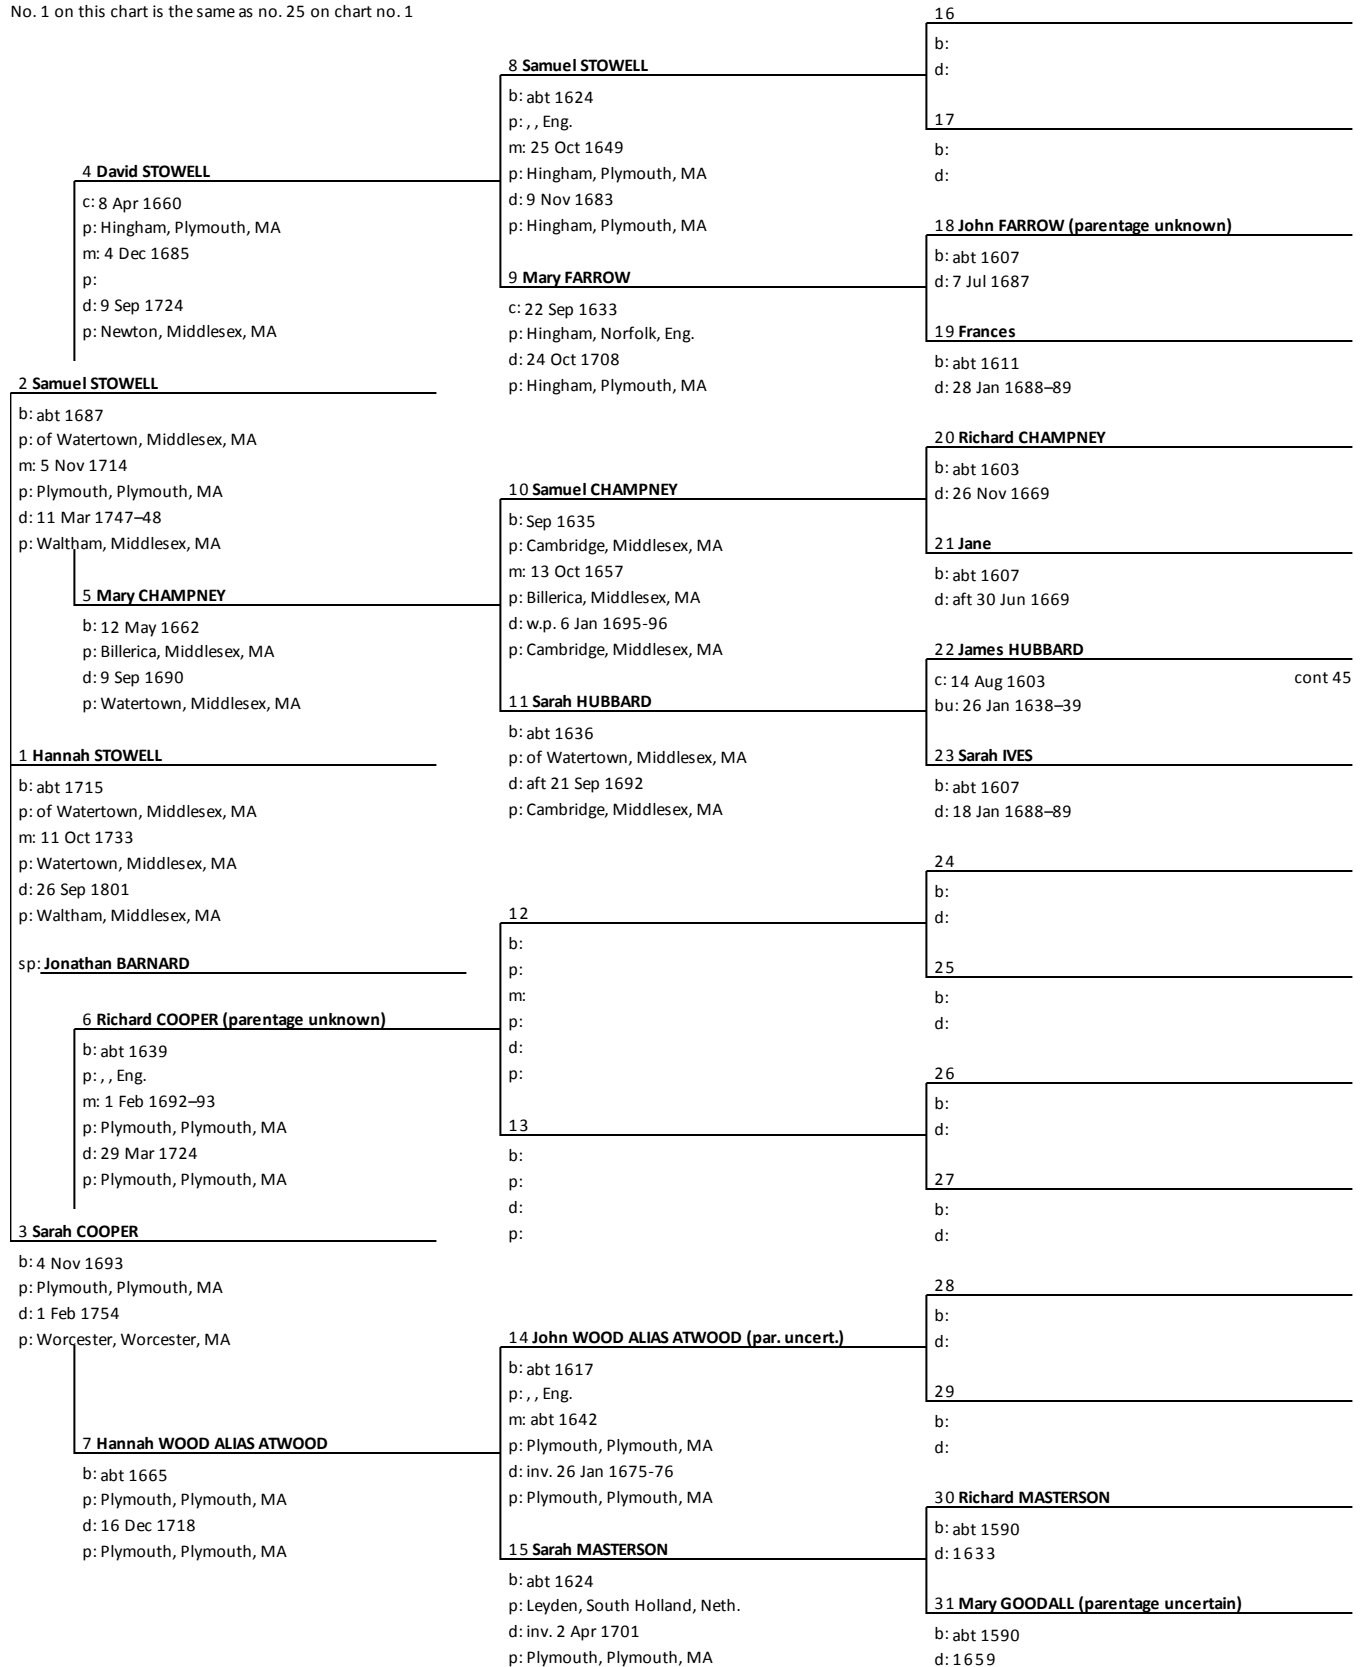 No. 1 on this chart is the same as no. 25 on chart no. 1
16
b:
d:
8 Samuel STOWELL
b: abt 1624
p: , , Eng.
m: 25 Oct 1649
p: Hingham, Plymouth, MA
d: 9 Nov 1683
p: Hingham, Plymouth, MA
17
b:
d:
4 David STOWELL
c: 8 Apr 1660
p: Hingham, Plymouth, MA
m: 4 Dec 1685
p:
d: 9 Sep 1724
p: Newton, Middlesex, MA
18 John FARROW (parentage unknown)
b: abt 1607
d: 7 Jul 1687
9 Mary FARROW
c: 22 Sep 1633
p: Hingham, Norfolk, Eng.
d: 24 Oct 1708
p: Hingham, Plymouth, MA
19 Frances
b: abt 1611
d: 28 Jan 1688–89
2 Samuel STOWELL
b: abt 1687
p: of Watertown, Middlesex, MA
m: 5 Nov 1714
p: Plymouth, Plymouth, MA
d: 11 Mar 1747–48
p: Waltham, Middlesex, MA
20 Richard CHAMPNEY
b: abt 1603
d: 26 Nov 1669
10 Samuel CHAMPNEY
b: Sep 1635
p: Cambridge, Middlesex, MA
m: 13 Oct 1657
p: Billerica, Middlesex, MA
d: w.p. 6 Jan 1695-96
p: Cambridge, Middlesex, MA
21 Jane
b: abt 1607
d: aft 30 Jun 1669
5 Mary CHAMPNEY
b: 12 May 1662
p: Billerica, Middlesex, MA
d: 9 Sep 1690
p: Watertown, Middlesex, MA
22 James HUBBARD
c: 14 Aug 1603 cont 45
bu: 26 Jan 1638–39
11 Sarah HUBBARD
b: abt 1636
p: of Watertown, Middlesex, MA
d: aft 21 Sep 1692
p: Cambridge, Middlesex, MA
23 Sarah IVES
b: abt 1607
d: 18 Jan 1688–89
1 Hannah STOWELL
b: abt 1715
p: of Watertown, Middlesex, MA
m: 11 Oct 1733
p: Watertown, Middlesex, MA
d: 26 Sep 1801
p: Waltham, Middlesex, MA
sp: Jonathan BARNARD
24
b:
d:
12
b:
p:
m:
p:
d:
p:
25
b:
d:
6 Richard COOPER (parentage unknown)
b: abt 1639
p: , , Eng.
m: 1 Feb 1692–93
p: Plymouth, Plymouth, MA
d: 29 Mar 1724
p: Plymouth, Plymouth, MA
26
b:
d:
13
b:
p:
d:
p:
27
b:
d:
3 Sarah COOPER
b: 4 Nov 1693
p: Plymouth, Plymouth, MA
d: 1 Feb 1754
p: Worcester, Worcester, MA
28
b:
d:
14 John WOOD ALIAS ATWOOD (par. uncert.)
b: abt 1617
p: , , Eng.
m: abt 1642
p: Plymouth, Plymouth, MA
d: inv. 26 Jan 1675-76
p: Plymouth, Plymouth, MA
29
b:
d:
7 Hannah WOOD ALIAS ATWOOD
b: abt 1665
p: Plymouth, Plymouth, MA
d: 16 Dec 1718
p: Plymouth, Plymouth, MA
30 Richard MASTERSON
b: abt 1590
d: 1633
15 Sarah MASTERSON
b: abt 1624
p: Leyden, South Holland, Neth.
d: inv. 2 Apr 1701
p: Plymouth, Plymouth, MA
31 Mary GOODALL (parentage uncertain)
b: abt 1590
d: 1659